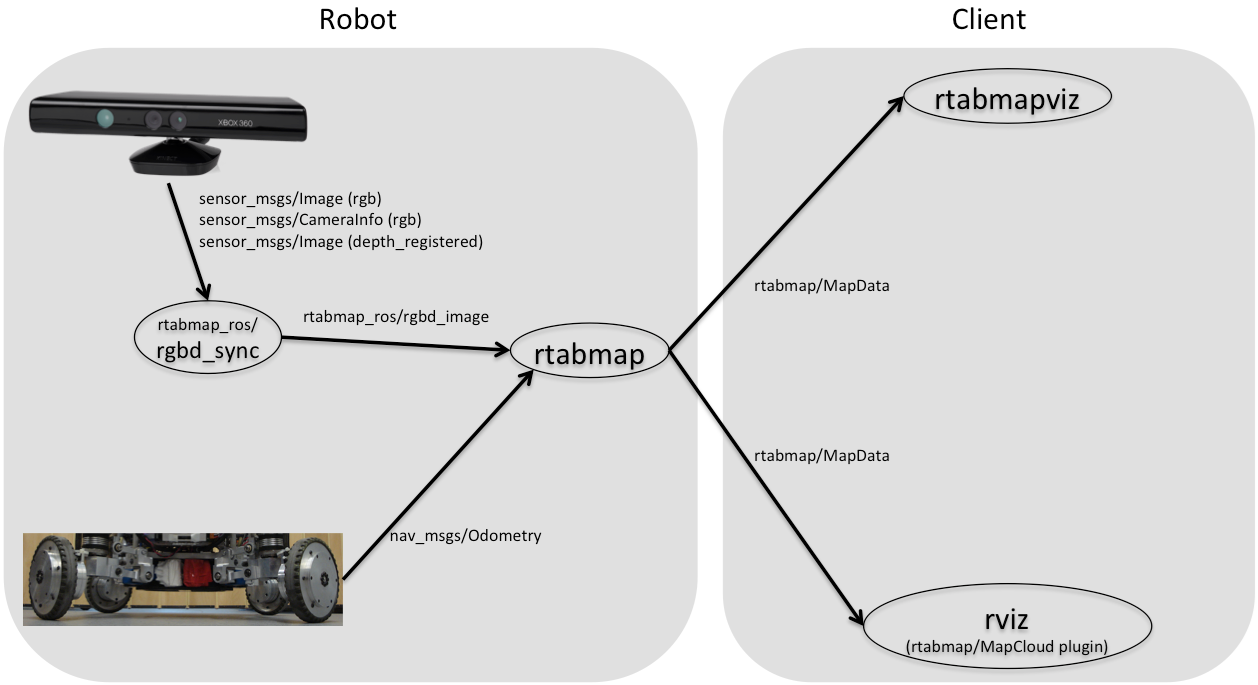 Robot
Client
XBOX 360
sensor_msgs/Image (rgb)
sensor_msgs/CameraInfo (rgb)
sensor_msgs/Image (depth_registered)
rtabmap_ros/
rgbd_sync
rtabmap_ros/rgbd_image
rtabmap
nav_msgs/Odometry
rtabmapviz
rtabmap/MapData
rtabmap/MapData
rviz
(rtabmap/MapCloud plugin)